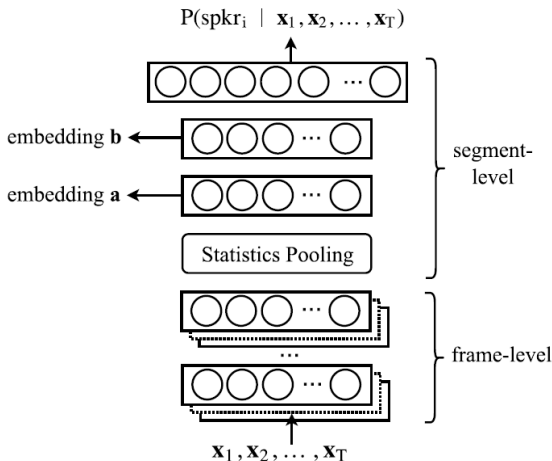 P(spkr_i | x_1, x_2, ..., x_T)
...
embedding b
...
segment-level
embedding a
...
Statistics Pooling
...
...
frame-level
...
x_1, x_2, ..., x_T